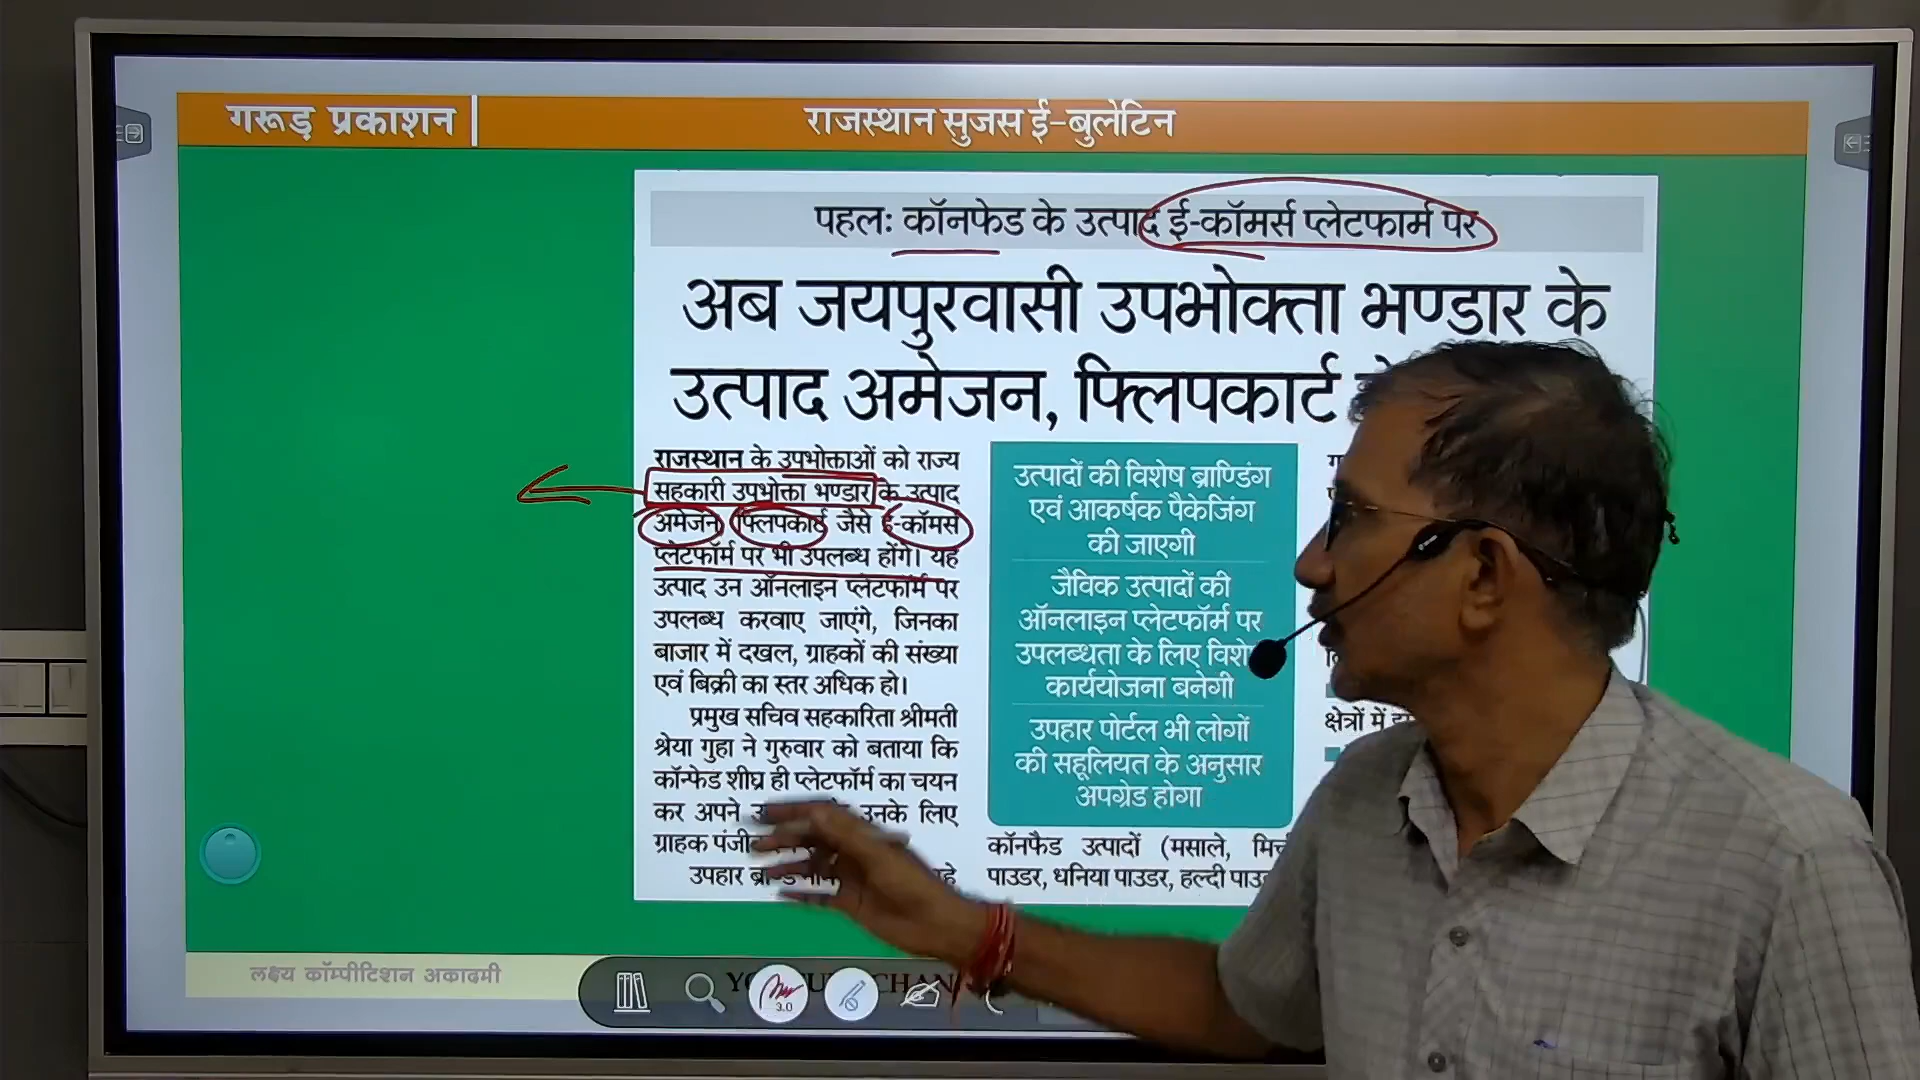 गरूड़ प्रकाशन
राजस्थान सुजस ई-बुलेटिन
पहलः कॉनफेड के उत्पाद ई-कॉमर्स प्लेटफार्म पर
अब जयपुरवासी उपभोक्ता भण्डार के
उत्पाद अमेजन, फ्लिपकार्ट
राजस्थान के उपभोक्ताओं को राज्य
सहकारी उपभोक्ता भण्डार के उत्पाद
अमेजन फ्लिपकार्ट जैसे ई-कॉमर्स
प्लेटफॉर्म पर भी उपलब्ध होंगे। यह
उत्पाद उन ऑनलाइन प्लेटफॉर्म पर
उपलब्ध करवाए जाएंगे, जिनका
बाजार में दखल, ग्राहकों की संख्या
एवं बिक्री का स्तर अधिक हो।
प्रमुख सचिव सहकारिता श्रीमती
श्रेया गुहा ने गुरुवार को बताया कि
कॉन्फेड शीघ्र ही प्लेटफॉर्म का चयन
कर अपने उनके लिए
ग्राहक
उपहार
उत्पादों की विशेष ब्राण्डिंग
एवं आकर्षक पैकेजिंग
की जाएगी
जैविक उत्पादों की
ऑनलाइन प्लेटफॉर्म पर
उपलब्धता के लिए
कार्ययोजना बनेगी
उपहार पोर्टल भी लोगों
की सहूलियत के अनुसार
अपग्रेड होगा
कॉनफैड उत्पादों (मसाले,
पाउडर, धनिया पाउडर, हल्दी
क्षेत्रों में
लक्ष्य कॉम्पीटिशन अकादमी
3.0